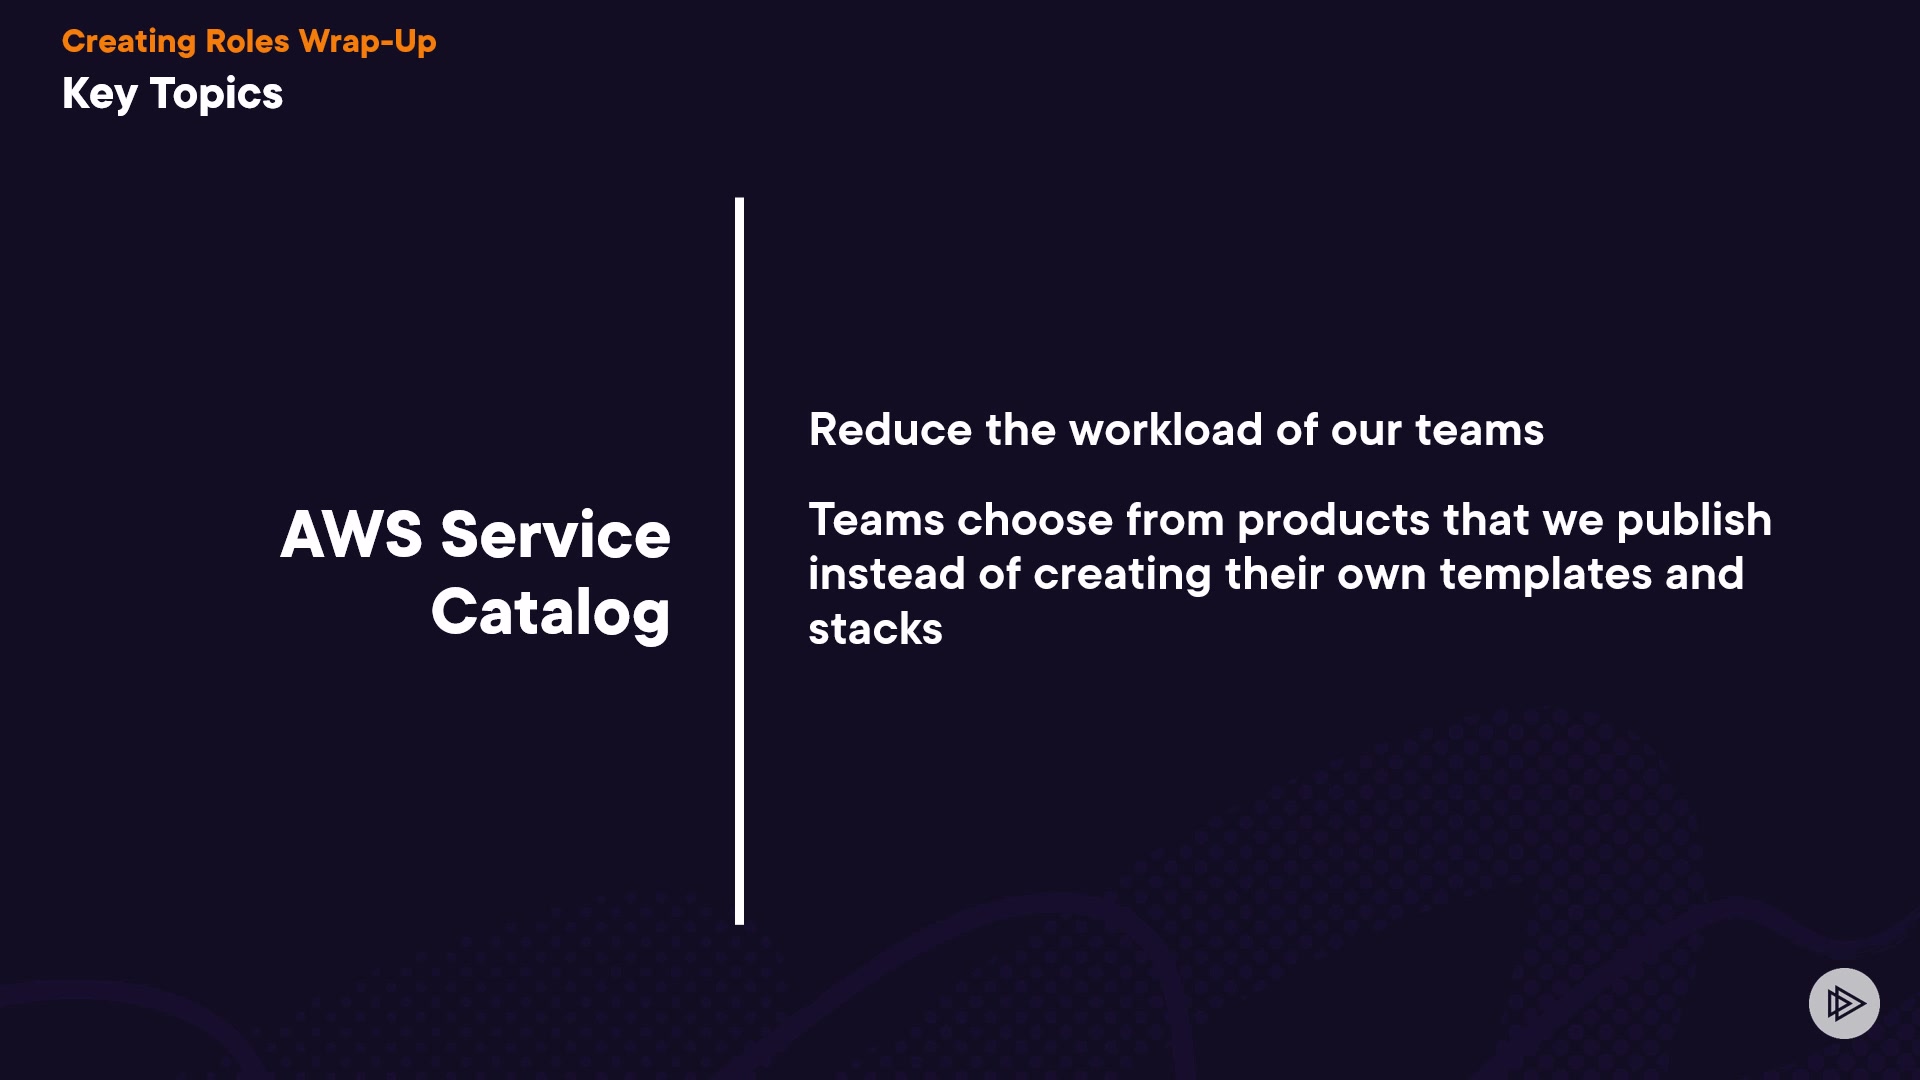 Creating Roles Wrap-Up
Key Topics
AWS Service
Catalog
Reduce the workload of our teams
Teams choose from products that we publish
instead of creating their own templates and
stacks